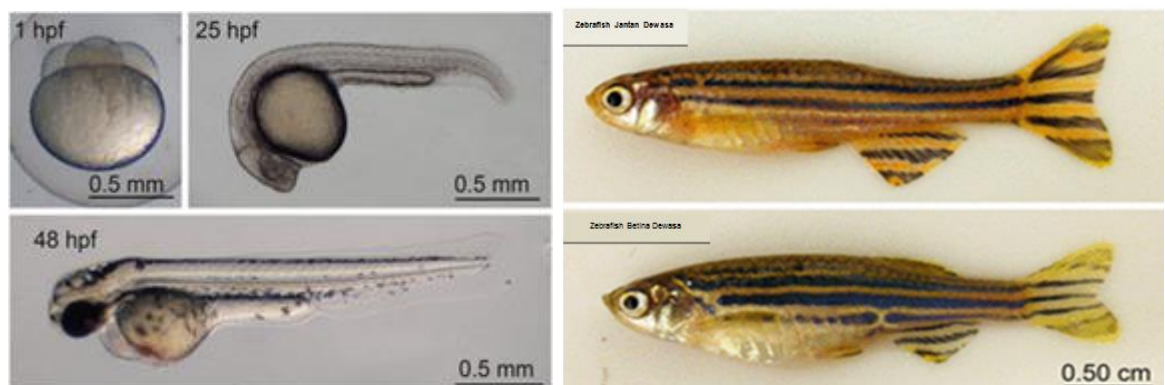 1 hpf
25 hpf
0.5 mm
0.5 mm
48 hpf
0.5 mm
Zebrafish Jantan Dewasa
Zebrafish Betina Dewasa
0.50 cm